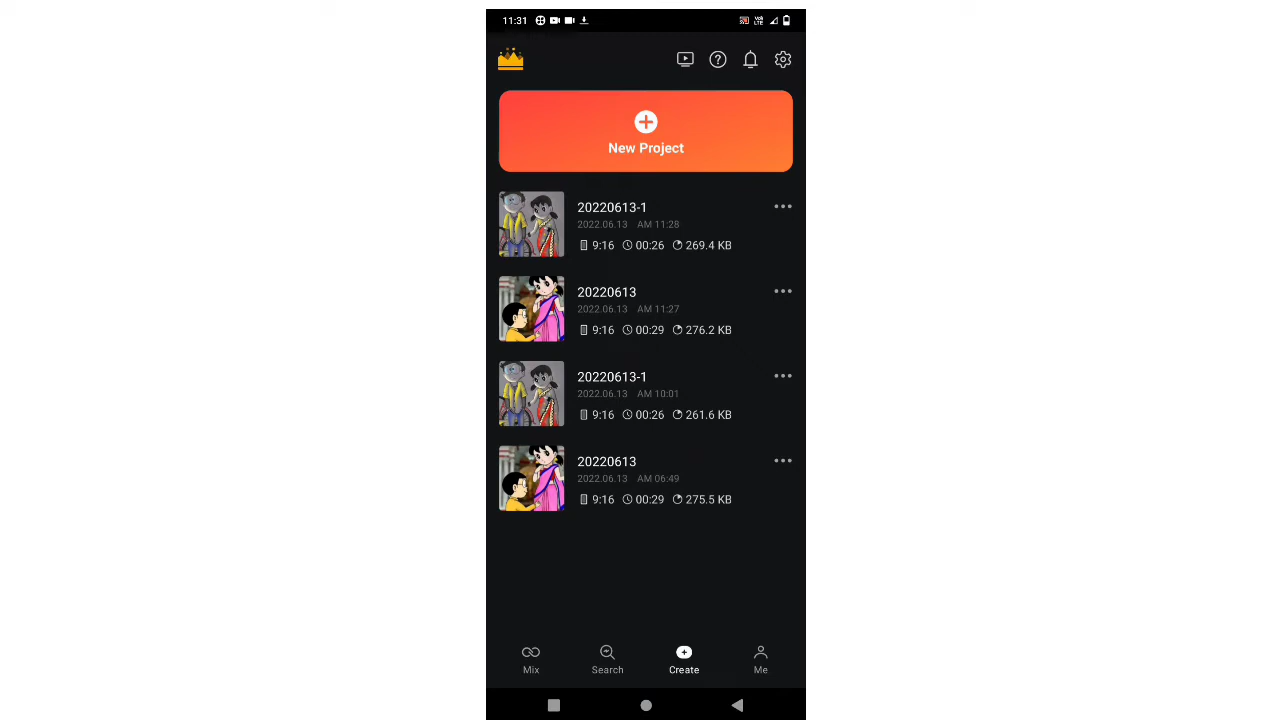 11:31
New Project
20220613-1
2022.06.13 AM 11:28
9:16 00:26 269.4 KB
20220613
2022.06.13 AM 11:27
9:16 00:29 276.2 KB
20220613-1
2022.06.13 AM 10:01
9:16 00:26 261.6 KB
20220613
2022.06.13 AM 06:49
9:16 00:29 275.5 KB
Mix Search Create Me